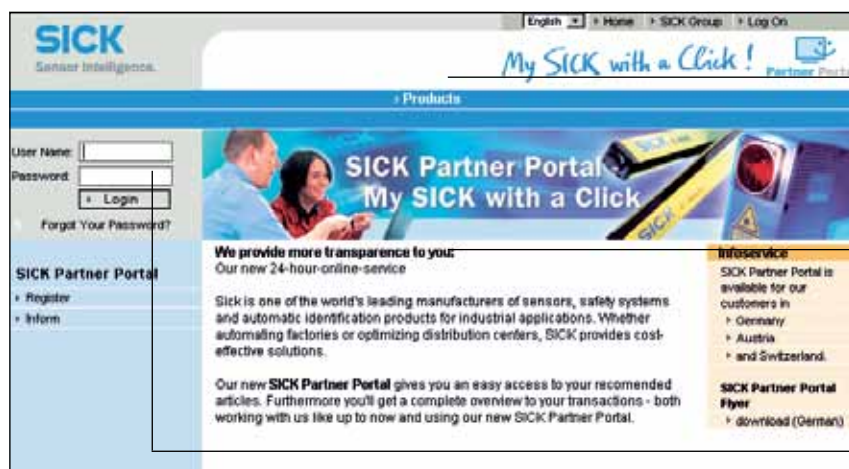 English Home SICK Group Log On
SICK
Sensor Intelligence.
My SICK with a Click !
Partner Porta
Products
User Name:
Password:
Login
Forgot Your Password?
SICK Partner Portal
My SICK with a Click
SICK
SICK
SICK Partner Portal
Register
Inform
We provide more transparence to you:
Our new 24-hour-online-service
Sick is one of the world's leading manufacturers of sensors, safety systems
and automatic identification products for industrial applications. Whether
automating factories or optimizing distribution centers, SICK provides cost-
effective solutions.
Our new SICK Partner Portal gives you an easy access to your recomended
articles. Furthermore you'll get a complete overview to your transactions - both
working with us like up to now and using our new SICK Partner Portal.
Infoservice
SICK Partner Portal is
available for our
customers in
Germany
Austria
and Switzerland.
SICK Partner Portal
Flyer
download (German)